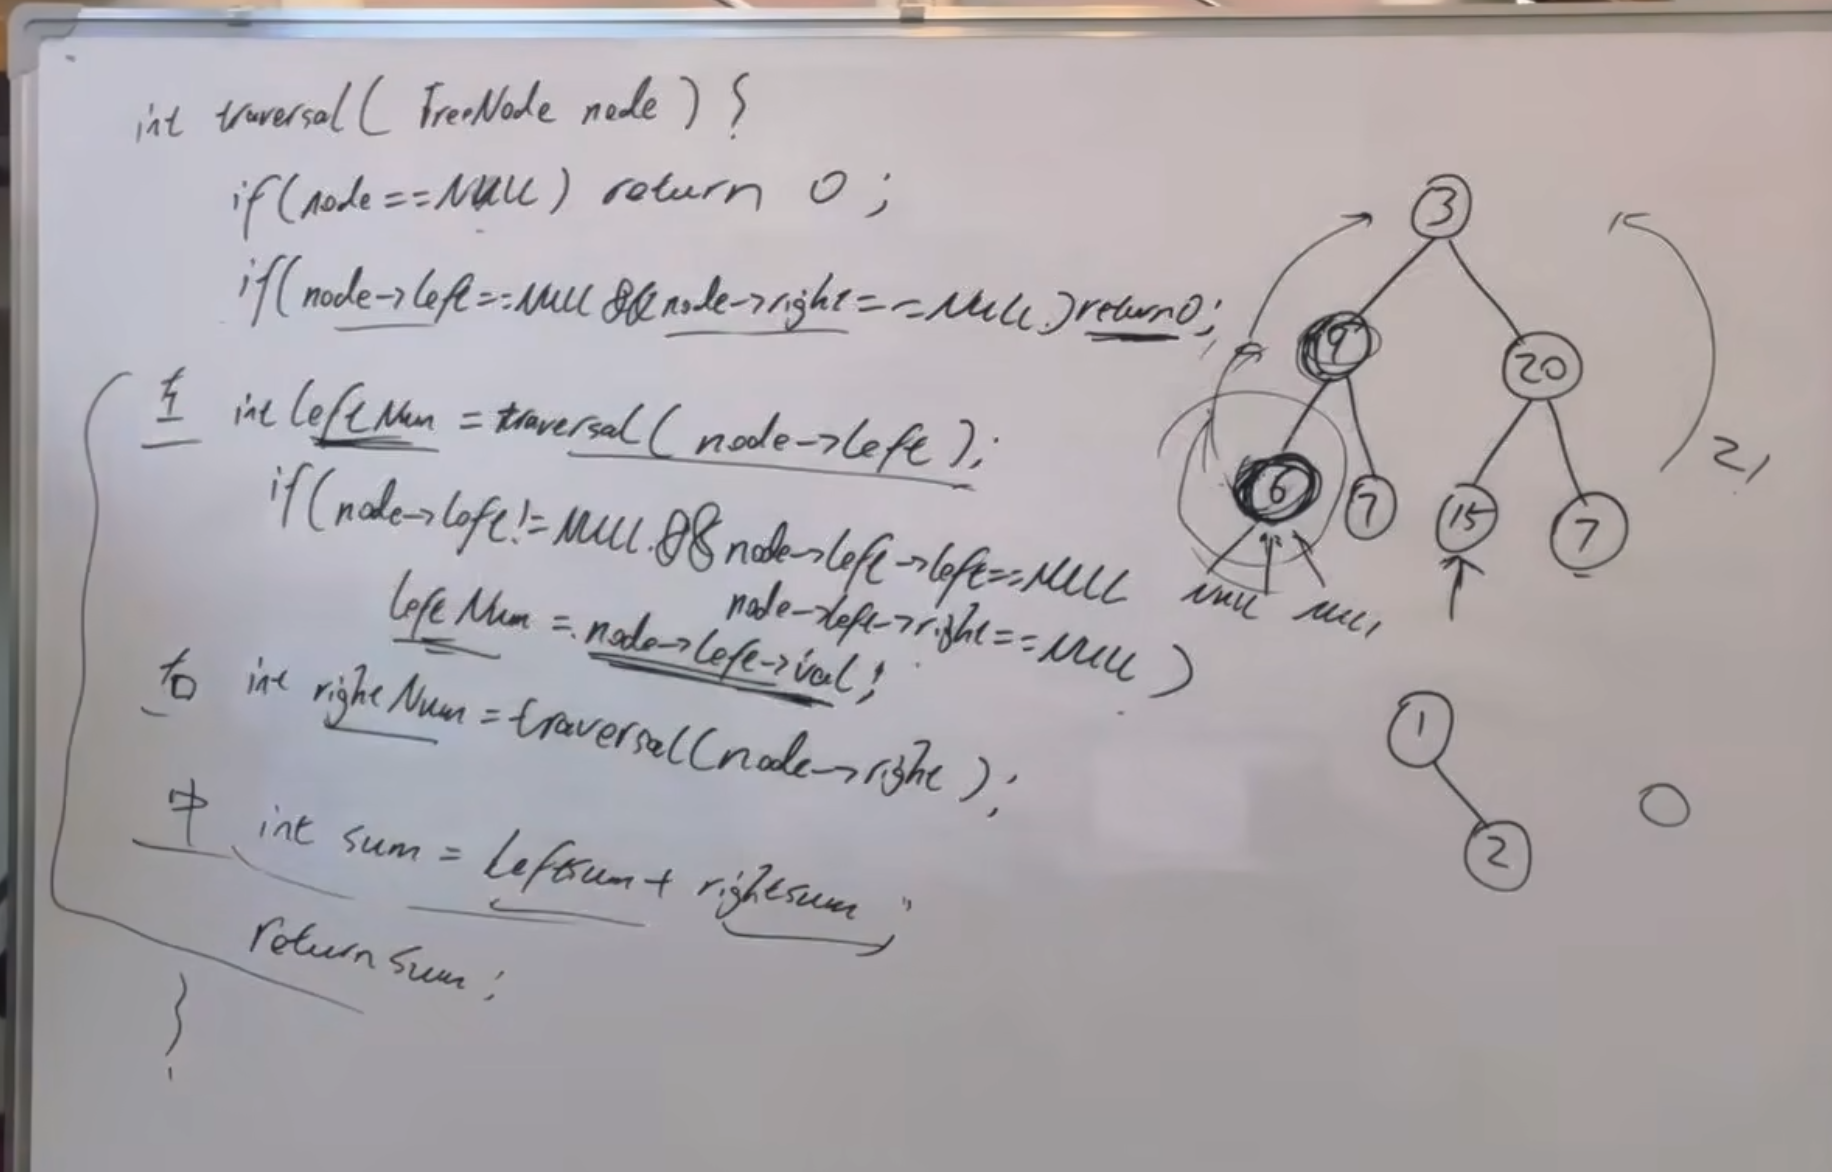 int traversal( TreeNode node ) {
if(node==NULL) return 0;
if(node->left==NULL && node->right==NULL.) return 0;
左 int leftNum = traversal( node->left );
if(node->left!=NULL && node->left->left==NULL
node->left->right==NULL )
leftNum = node->left->val;
右 int rightNum = traversal(node->right );
中 int sum = leftsum + rightsum ;
return sum;
}
3
9 20
21
6 7 15 7
NULL NULL
1
2
0